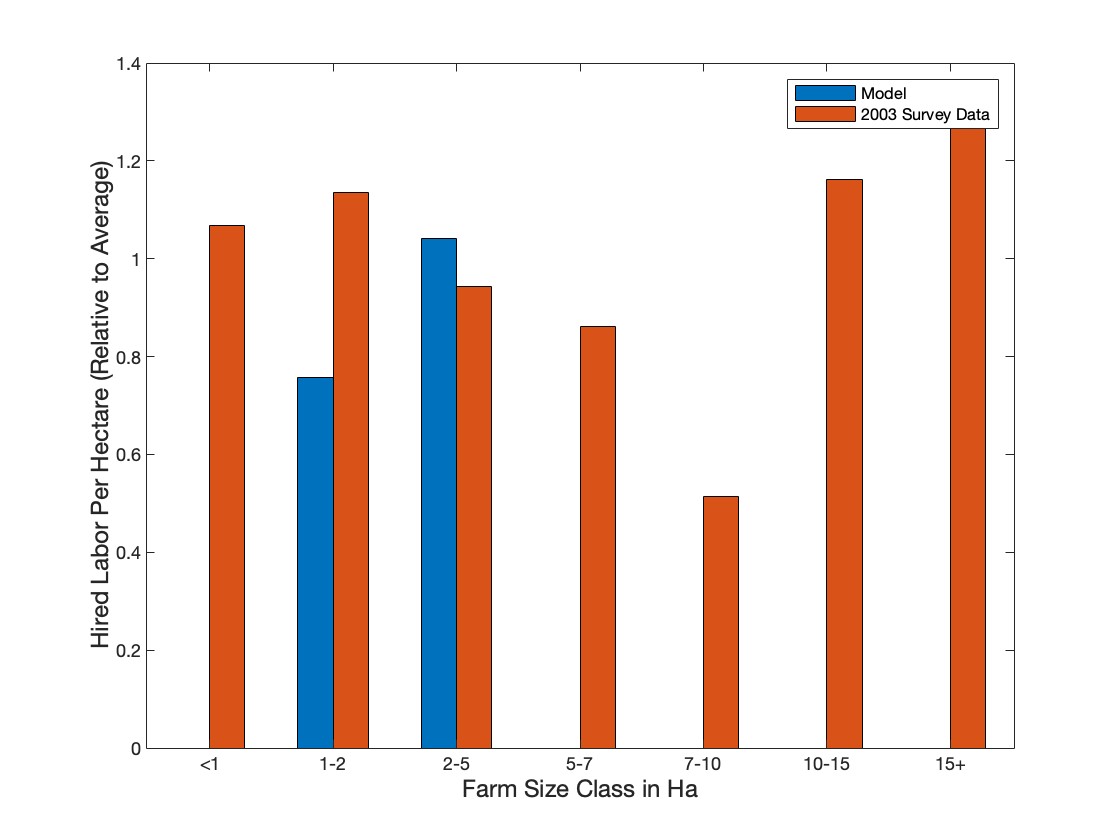 Model
2003 Survey Data
1.4
1.2
1
0.8
0.6
0.4
0.2
0
Hired Labor Per Hectare (Relative to Average)
<1 1-2 2-5 5-7 7-10 10-15 15+
Farm Size Class in Ha